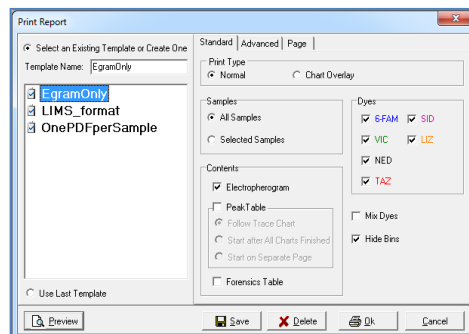 Print Report
Select an Existing Template or Create One
Template Name: EgramOnly
EgramOnly
LIMS_format
OnePDFperSample
Use Last Template
Standard Advanced Page
Print Type
Normal Chart Overlay
Samples
All Samples
Selected Samples
Dyes
6-FAM SID
VIC LIZ
NED
TAZ
Contents
Electropherogram
PeakTable
Follow Trace Chart
Start after All Charts Finished
Start on Separate Page
Forensics Table
Mix Dyes
Hide Bins
Preview Save Delete Ok Cancel